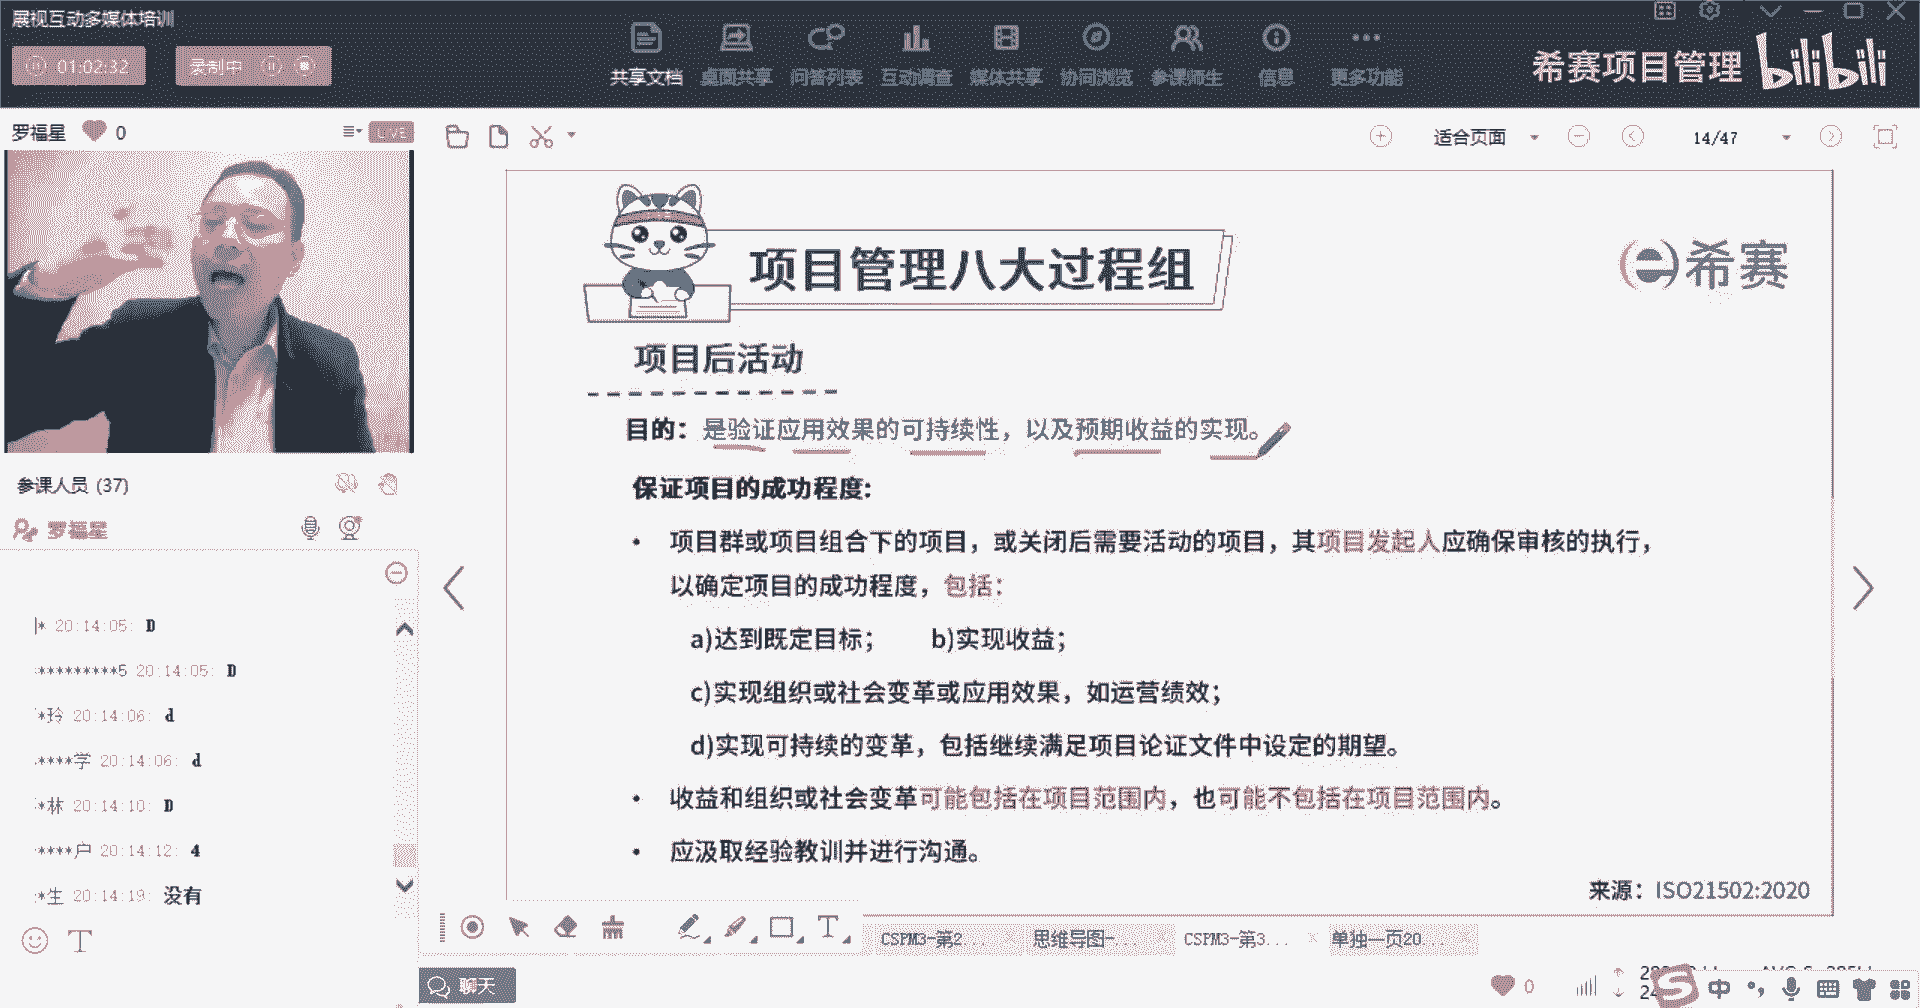 展视互动多媒体培训
01:02:32
录制中
共享文档 桌面共享 问答列表 互动调查 媒体共享 协同浏览 参课师生 信息 更多功能
希赛项目管理 bilibili
罗福星 0
LIVE
适合页面
14/47
项目管理八大过程组
希赛
项目后活动
目的：是验证应用效果的可持续性，以及预期收益的实现。
保证项目的成功程度:
• 项目群或项目组合下的项目，或关闭后需要活动的项目，其项目发起人应确保审核的执行，
以确定项目的成功程度，包括：
a)达到既定目标； b)实现收益；
c)实现组织或社会变革或应用效果，如运营绩效；
d)实现可持续的变革，包括继续满足项目论证文件中设定的期望。
• 收益和组织或社会变革可能包括在项目范围内，也可能不包括在项目范围内。
• 应汲取经验教训并进行沟通。
来源：ISO21502:2020
参课人员 (37)
罗福星
* 20:14:05: D
*********5 20:14:05: D
*玲 20:14:06: d
****学 20:14:06: d
*林 20:14:10: D
****户 20:14:12: 4
*生 20:14:19: 没有
T
T
CSPM3-第2...
思维导图-...
CSPM3-第3...
单独一页20...
聊天
0
S 中